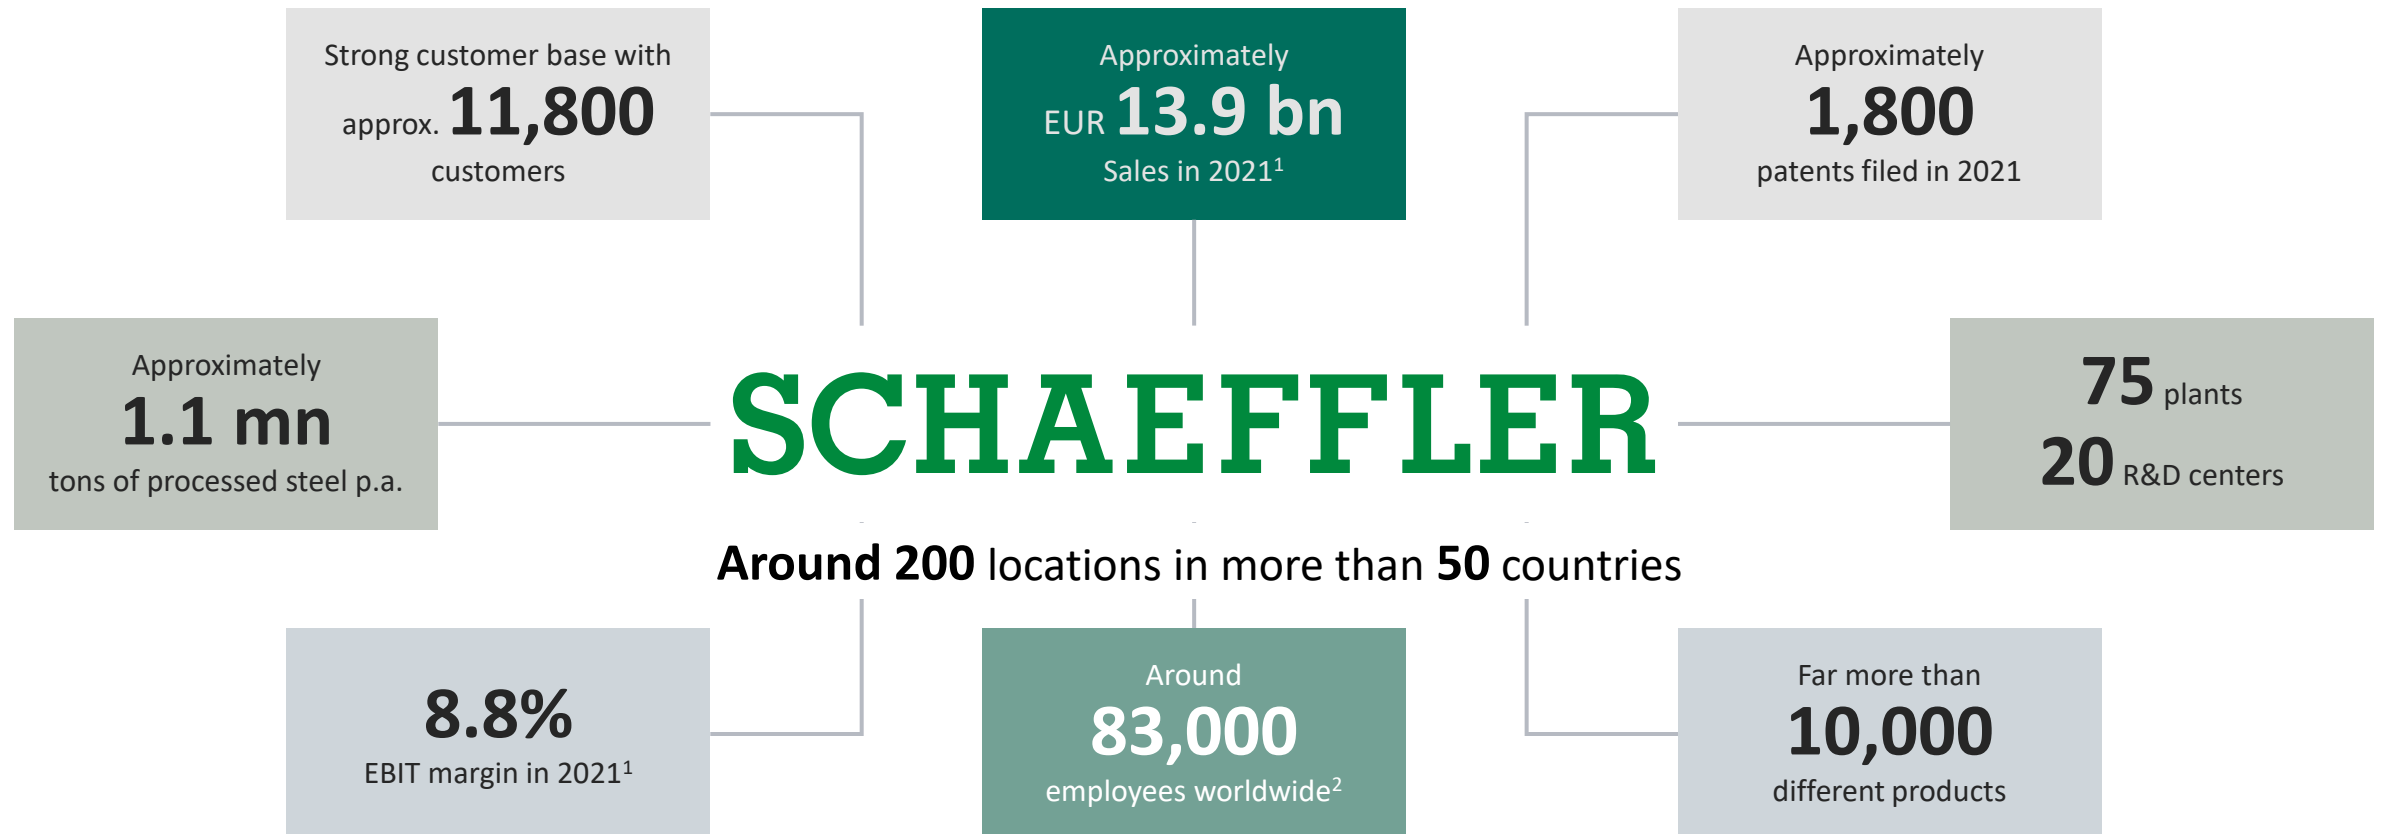 Strong customer base with
approx. 11,800
customers
Approximately
EUR 13.9 bn
Sales in 2021¹
Approximately
1,800
patents filed in 2021
Approximately
1.1 mn
tons of processed steel p.a.
SCHAEFFLER
75 plants
20 R&D centers
Around 200 locations in more than 50 countries
8.8%
EBIT margin in 2021¹
Around
83,000
employees worldwide²
Far more than
10,000
different products